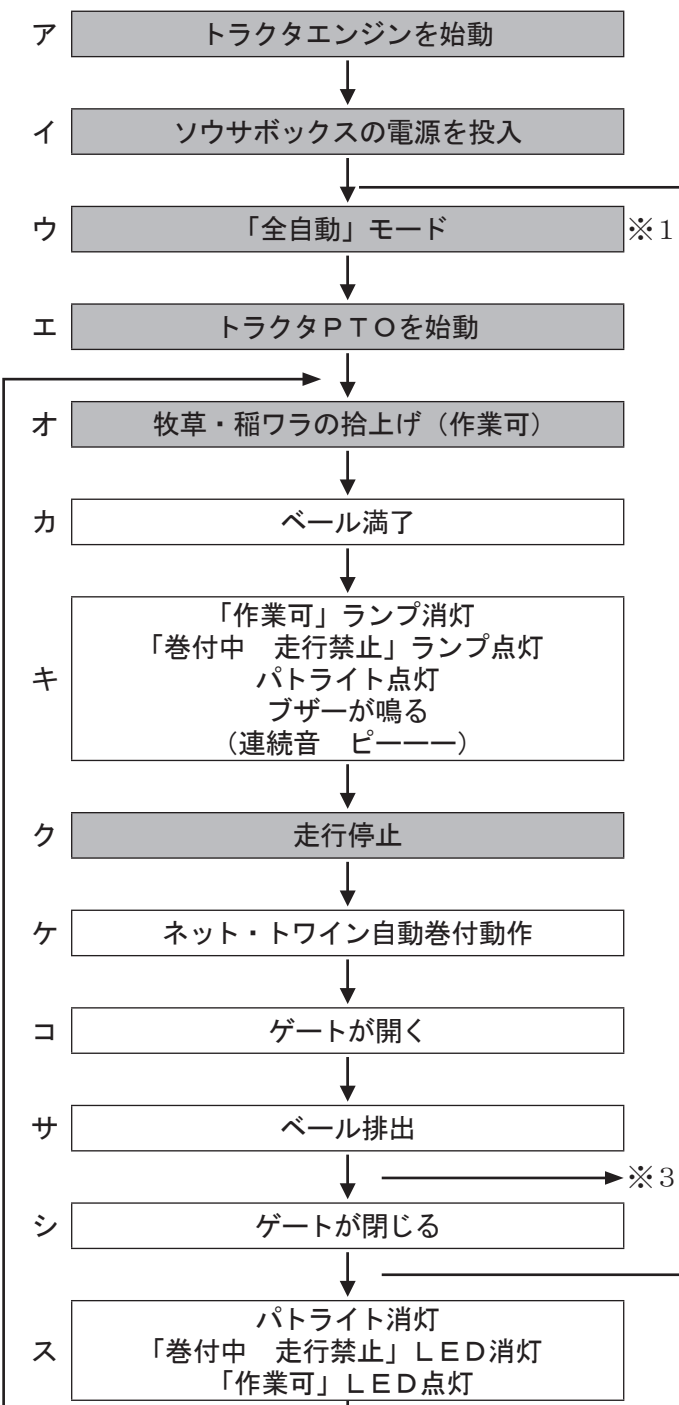 ア トラクタエンジンを始動
イ ソウサボックスの電源を投入
ウ 「全自動」モード ※1
エ トラクタPTOを始動
オ 牧草・稲ワラの拾上げ（作業可）
カ ベール満了
「作業可」ランプ消灯
「巻付中　走行禁止」ランプ点灯
キ パトライト点灯
ブザーが鳴る
（連続音　ピーーー）
ク 走行停止
ケ ネット・トワイン自動巻付動作
コ ゲートが開く
サ ベール排出
※3
シ ゲートが閉じる
パトライト消灯
ス 「巻付中　走行禁止」LED消灯
「作業可」LED点灯